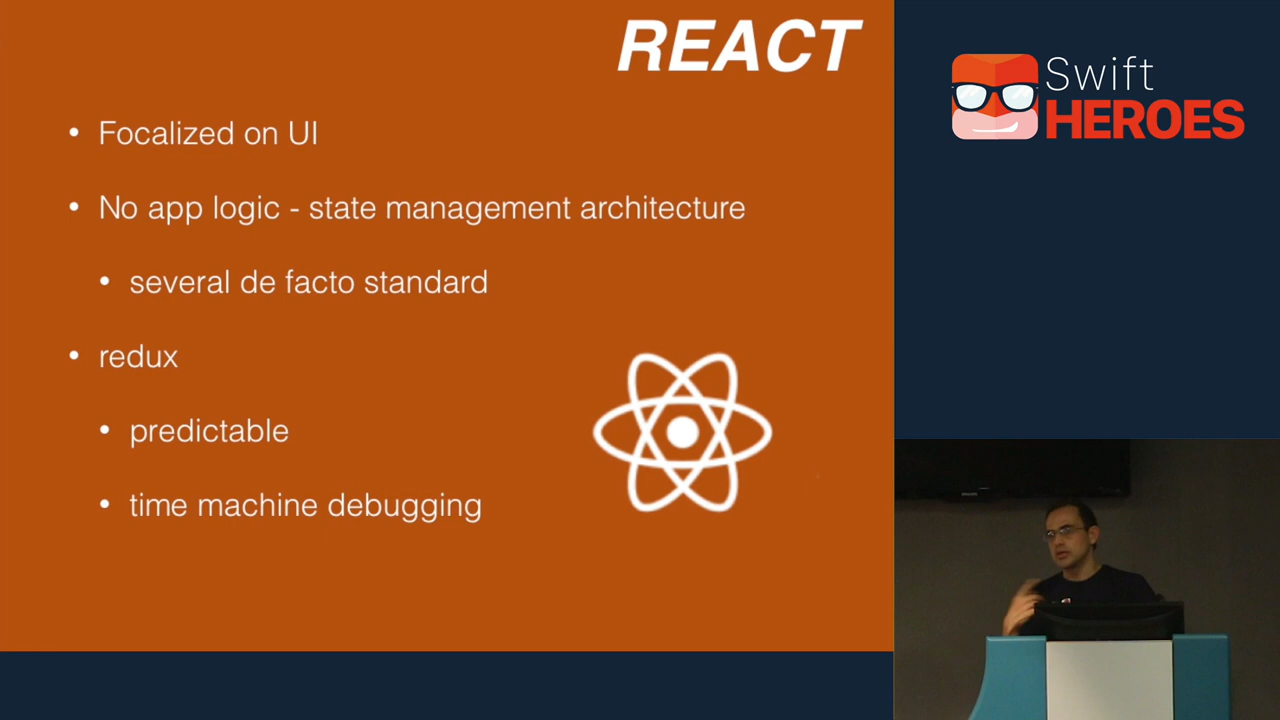 REACT
• Focalized on UI
• No app logic - state management architecture
• several de facto standard
• redux
• predictable
• time machine debugging
Swift
HEROES